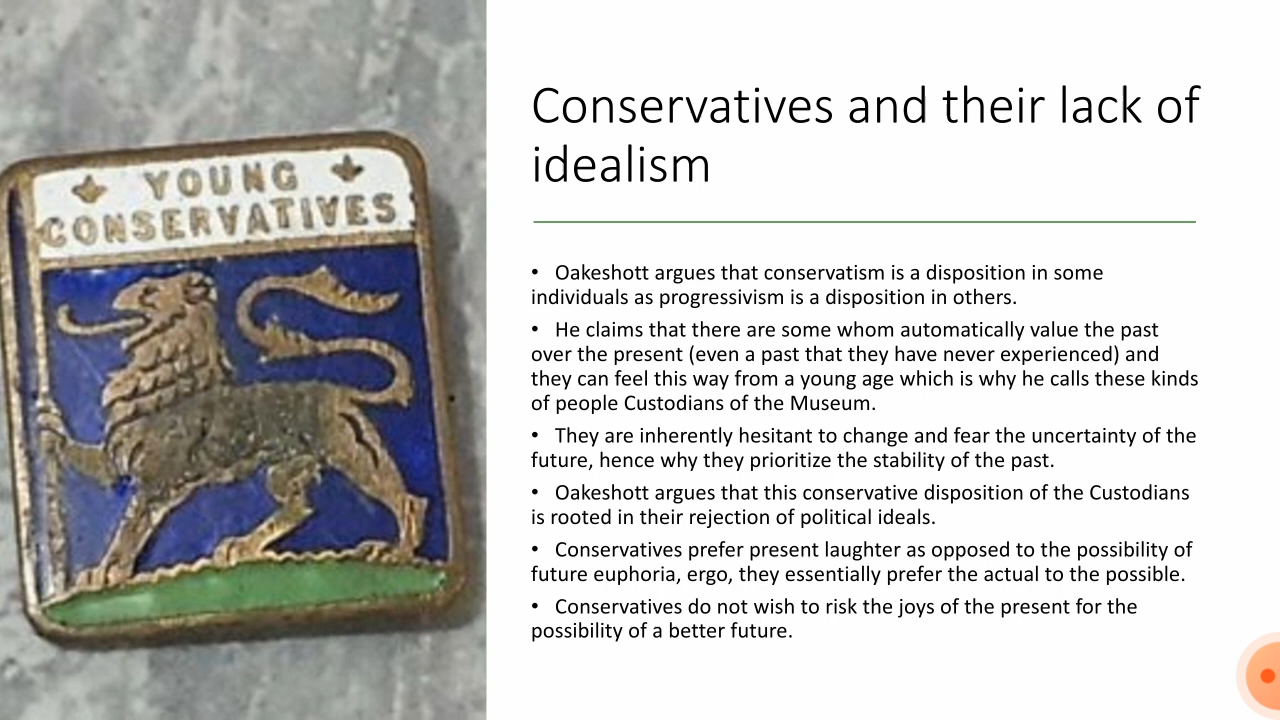 YOUNG
CONSERVATIVES
Conservatives and their lack of
idealism
• Oakeshott argues that conservatism is a disposition in some
individuals as progressivism is a disposition in others.
• He claims that there are some whom automatically value the past
over the present (even a past that they have never experienced) and
they can feel this way from a young age which is why he calls these kinds
of people Custodians of the Museum.
• They are inherently hesitant to change and fear the uncertainty of the
future, hence why they prioritize the stability of the past.
• Oakeshott argues that this conservative disposition of the Custodians
is rooted in their rejection of political ideals.
• Conservatives prefer present laughter as opposed to the possibility of
future euphoria, ergo, they essentially prefer the actual to the possible.
• Conservatives do not wish to risk the joys of the present for the
possibility of a better future.